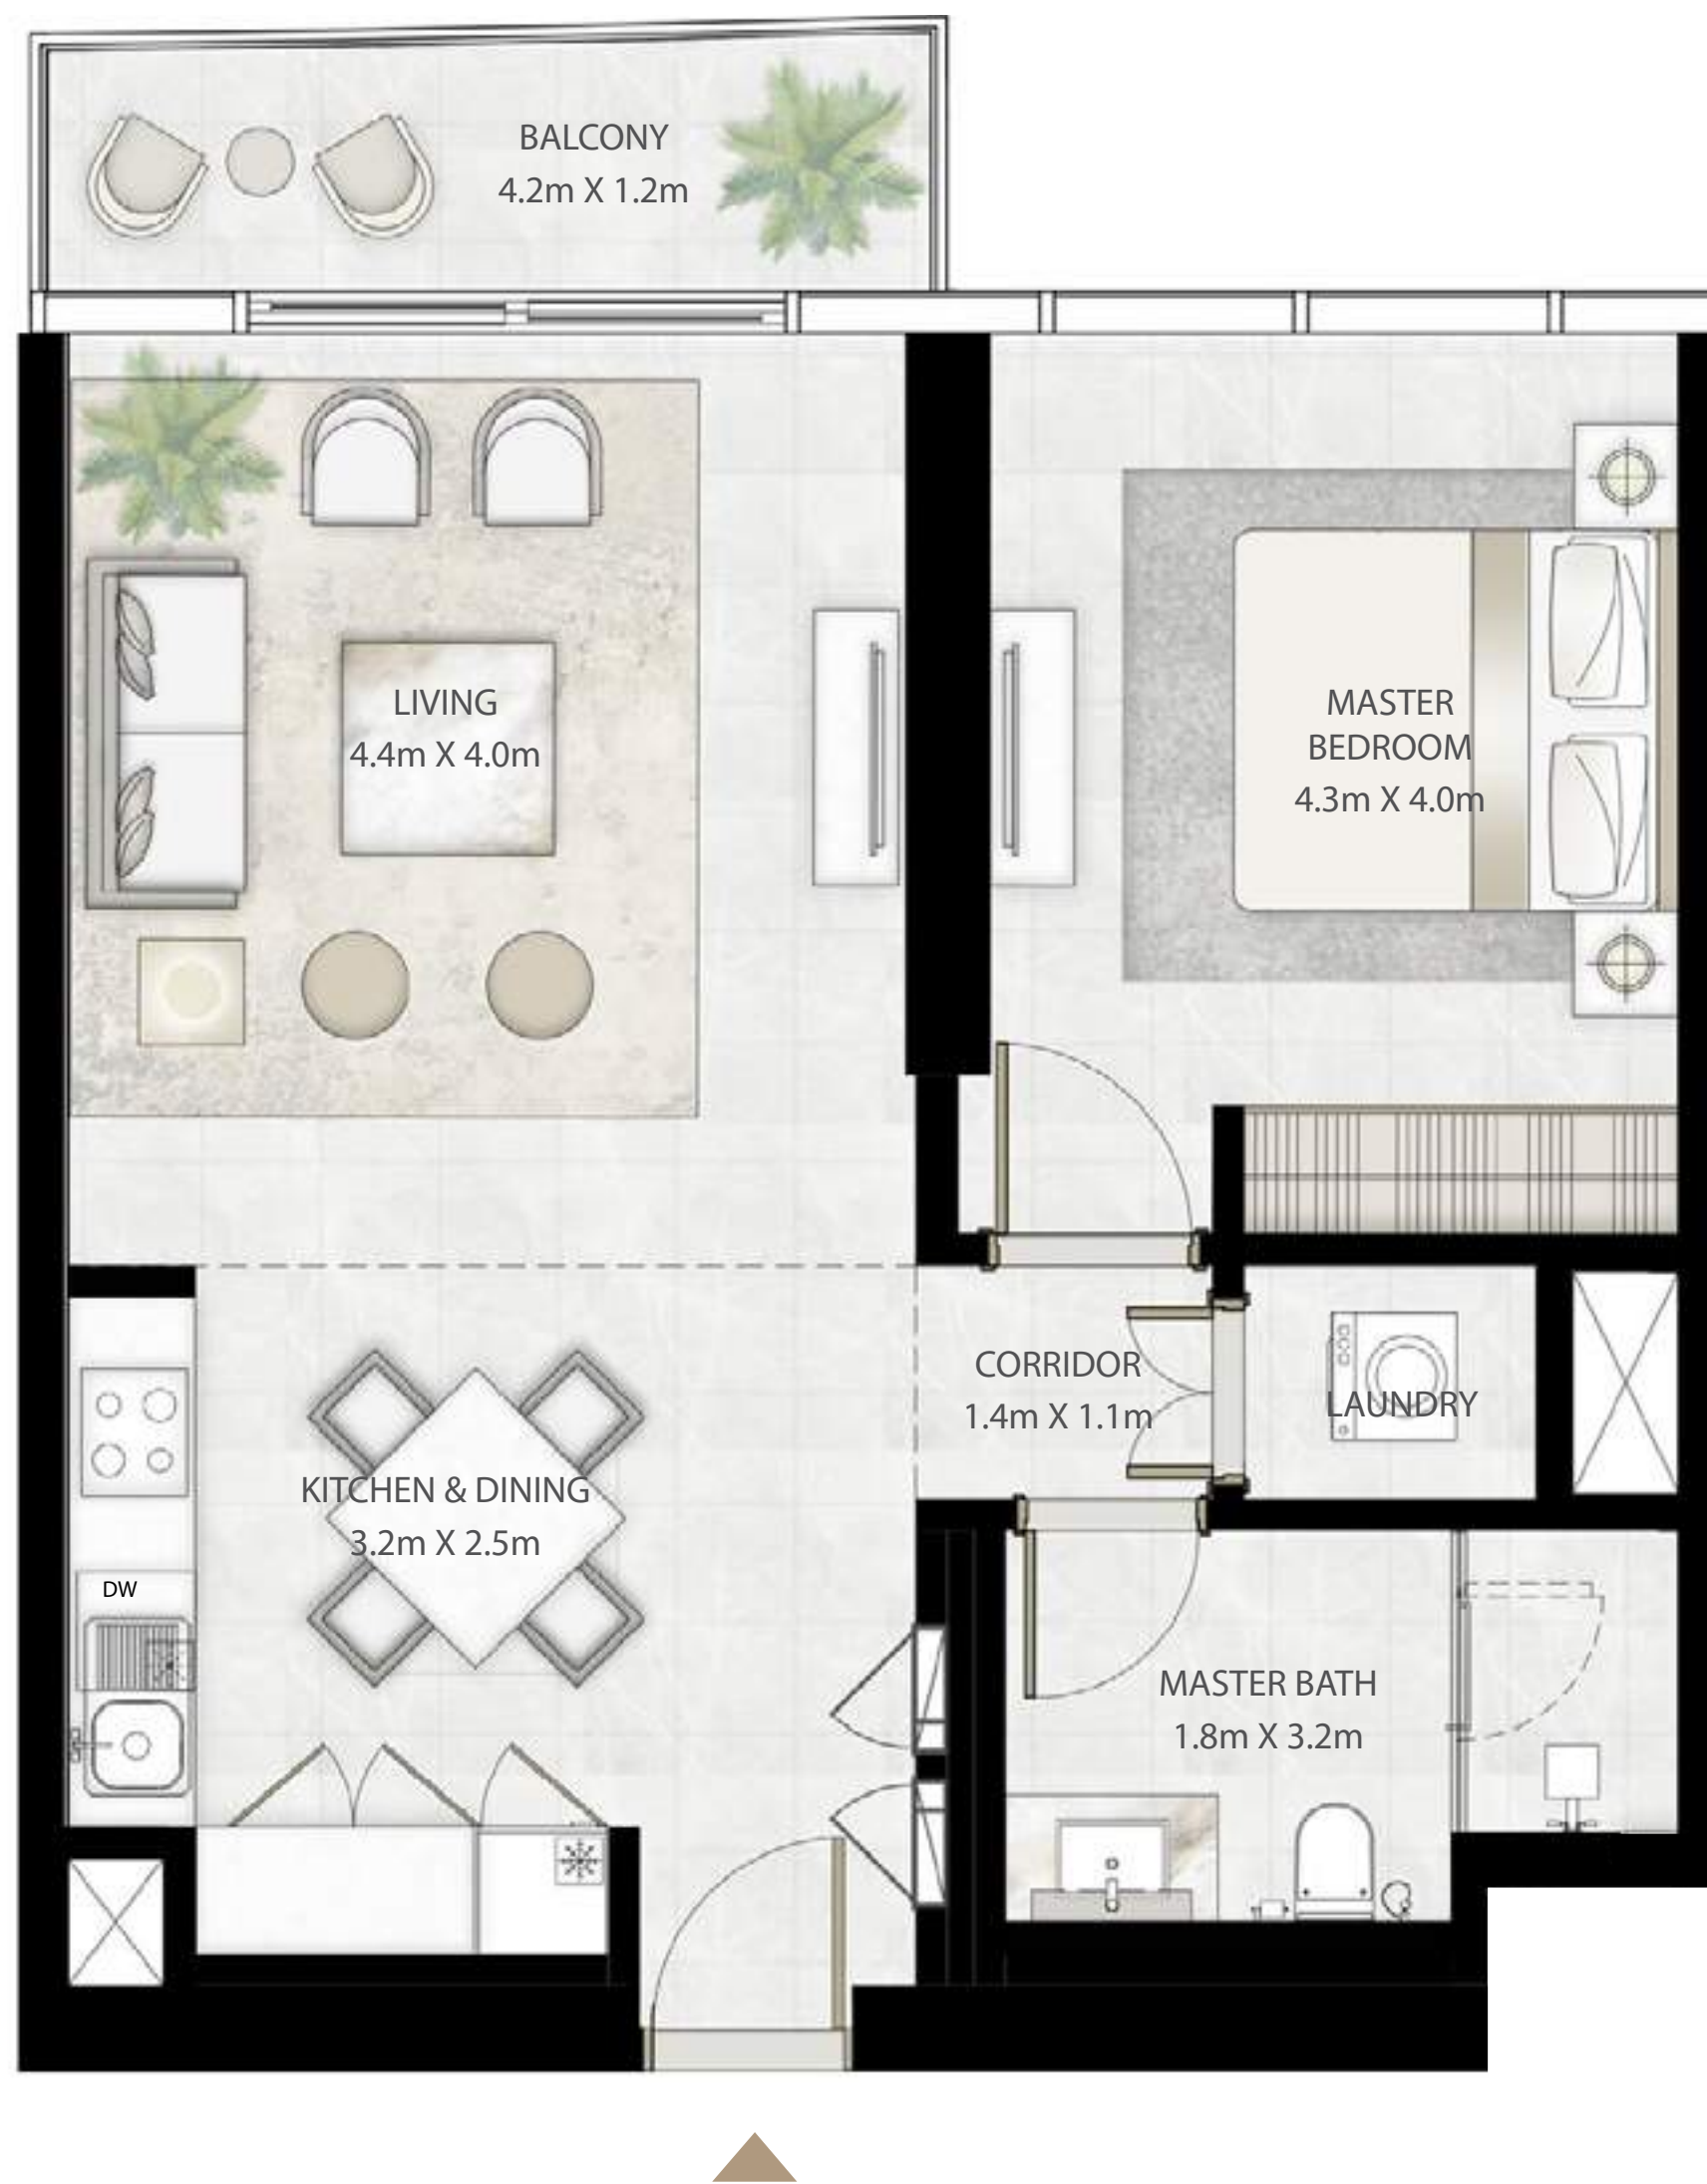 BALCONY
4.2m X 1.2m
LIVING
4.4m X 4.0m
MASTER
BEDROOM
4.3m X 4.0m
CORRIDOR
1.4m X 1.1m
LAUNDRY
KITCHEN & DINING
3.2m X 2.5m
DW
MASTER BATH
1.8m X 3.2m